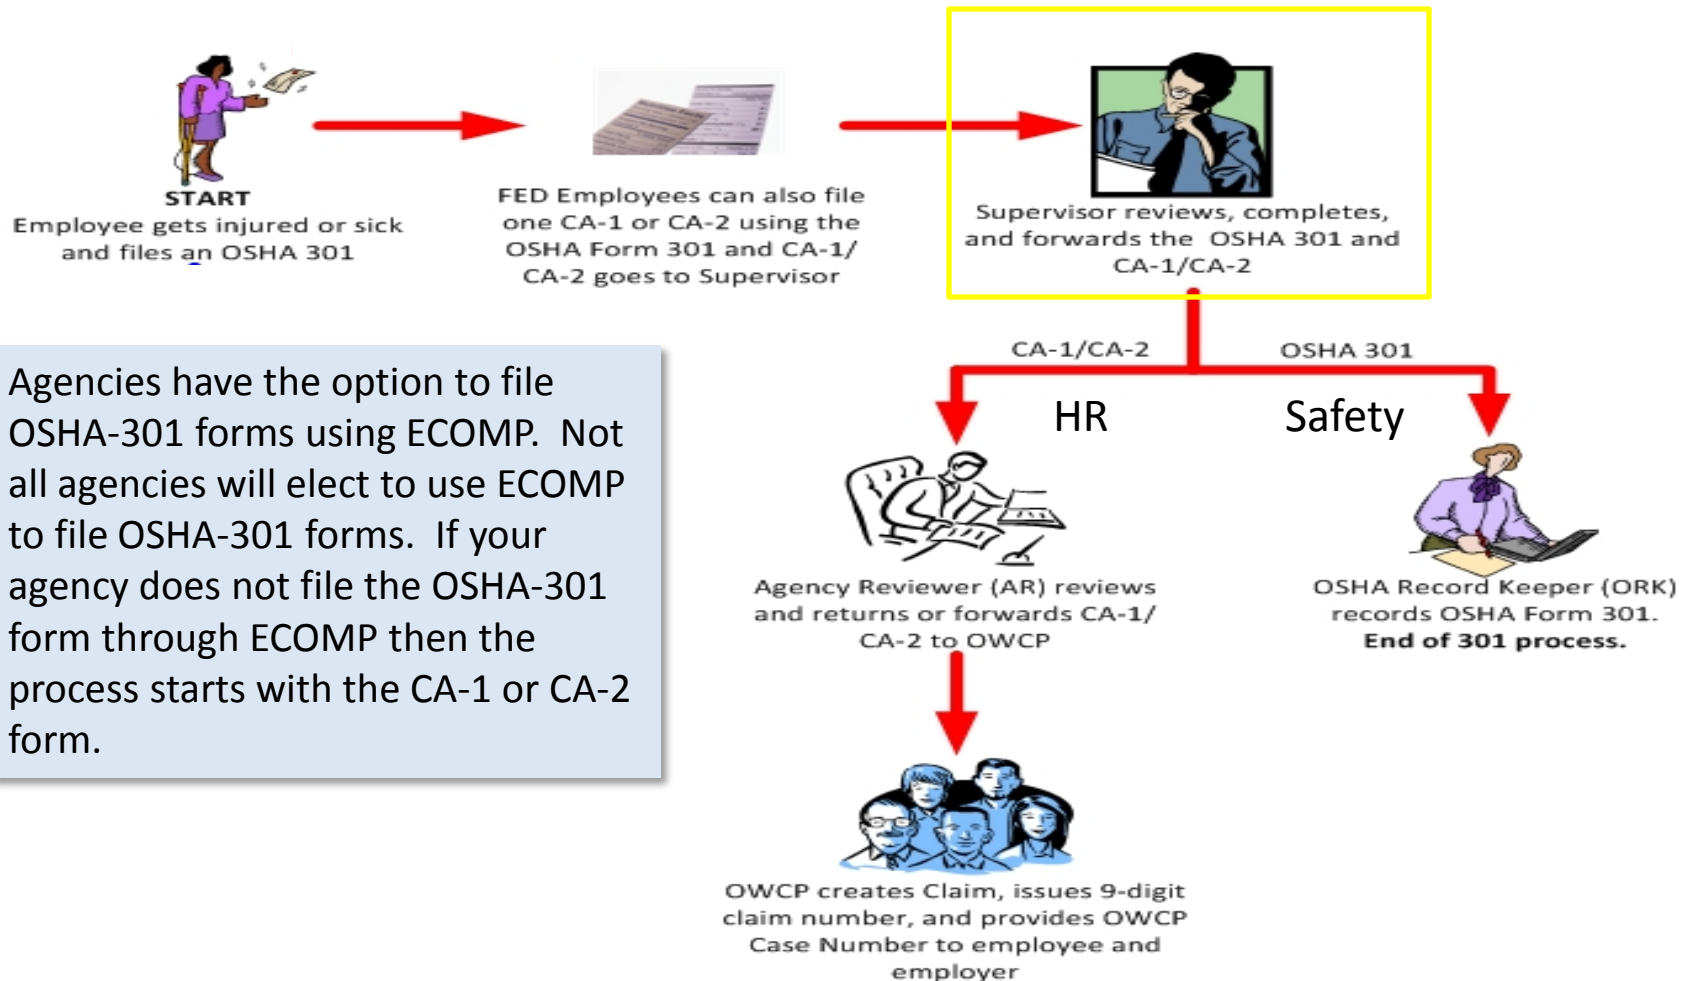 START
Employee gets injured or sick
and files an OSHA 301
FED Employees can also file
one CA-1 or CA-2 using the
OSHA Form 301 and CA-1/
CA-2 goes to Supervisor
Supervisor reviews, completes,
and forwards the OSHA 301 and
CA-1/CA-2
CA-1/CA-2
OSHA 301
HR
Safety
Agencies have the option to file
OSHA-301 forms using ECOMP. Not
all agencies will elect to use ECOMP
to file OSHA-301 forms. If your
agency does not file the OSHA-301
form through ECOMP then the
process starts with the CA-1 or CA-2
form.
Agency Reviewer (AR) reviews
and returns or forwards CA-1/
CA-2 to OWCP
OSHA Record Keeper (ORK)
records OSHA Form 301.
End of 301 process.
OWCP creates Claim, issues 9-digit
claim number, and provides OWCP
Case Number to employee and
employer